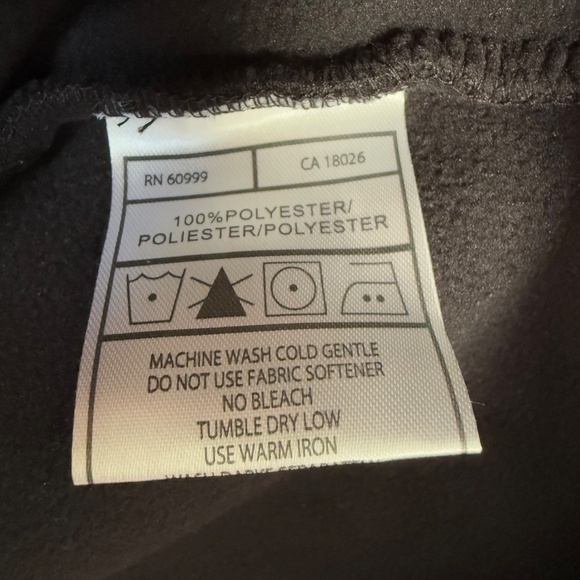 RN 60999
CA 18026
100%POLYESTER/
POLIESTER/POLYESTER
MACHINE WASH COLD GENTLE
DO NOT USE FABRIC SOFTENER
NO BLEACH
TUMBLE DRY LOW
USE WARM IRON